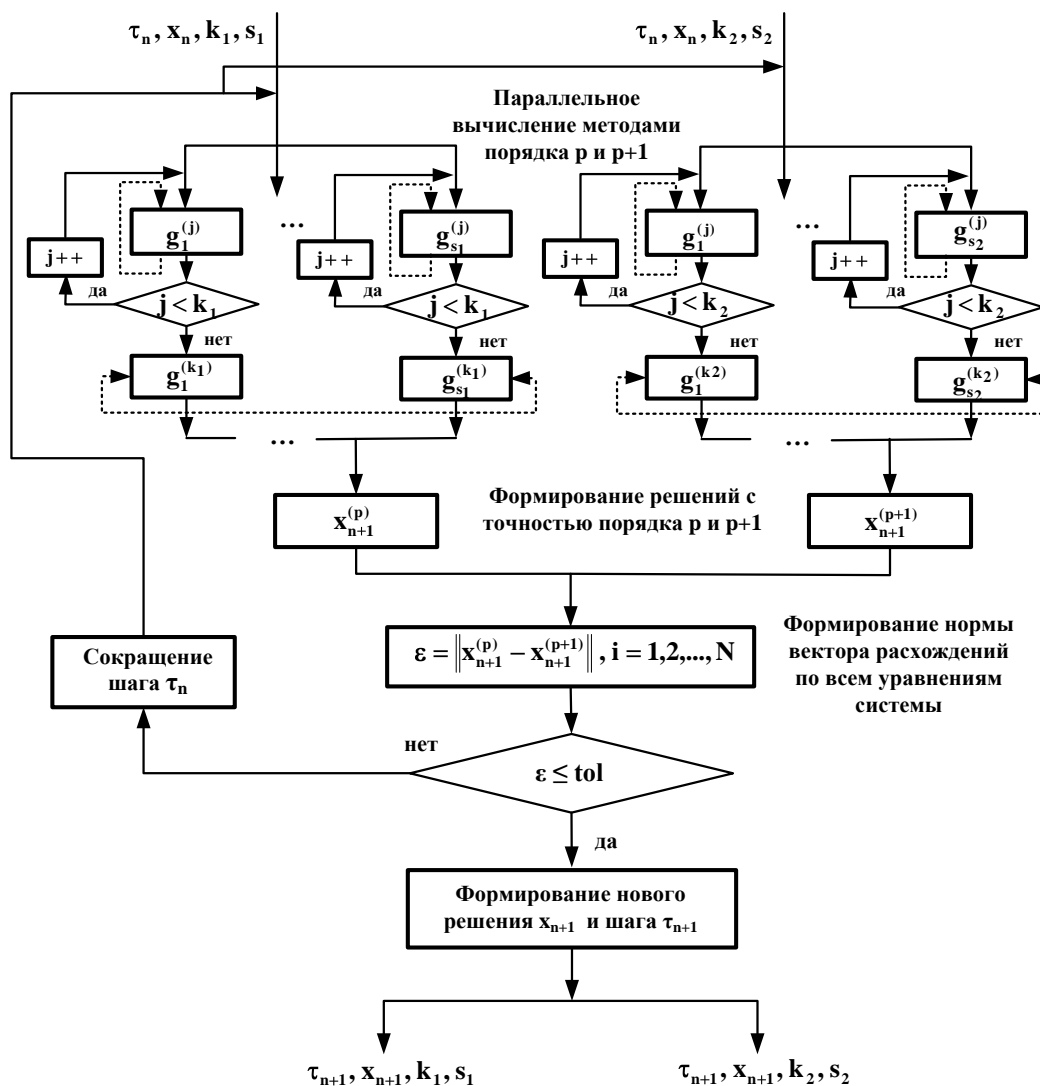 τn, xn, k1, s1
τn, xn, k2, s2
Параллельное
вычисление методами
порядка p и p+1
... ...
g1(j)
gs1(j)
g1(j)
gs2(j)
j++
j++
j++
j++
да
да
да
да
j < k1
j < k1
j < k2
j < k2
нет
нет
нет
нет
g1(k1)
gs1(k1)
g1(k2)
gs2(k2)
... ...
Формирование решений с
точностью порядка p и p+1
xn+1(p)
xn+1(p+1)
Формирование нормы
вектора расхождений
по всем уравнениям
системы
ε = ‖xn+1(p) − xn+1(p+1)‖ , i = 1,2,..., N
Сокращение
шага τn
нет
ε ≤ tol
да
Формирование нового
решения xn+1 и шага τn+1
τn+1, xn+1, k1, s1
τn+1, xn+1, k2, s2